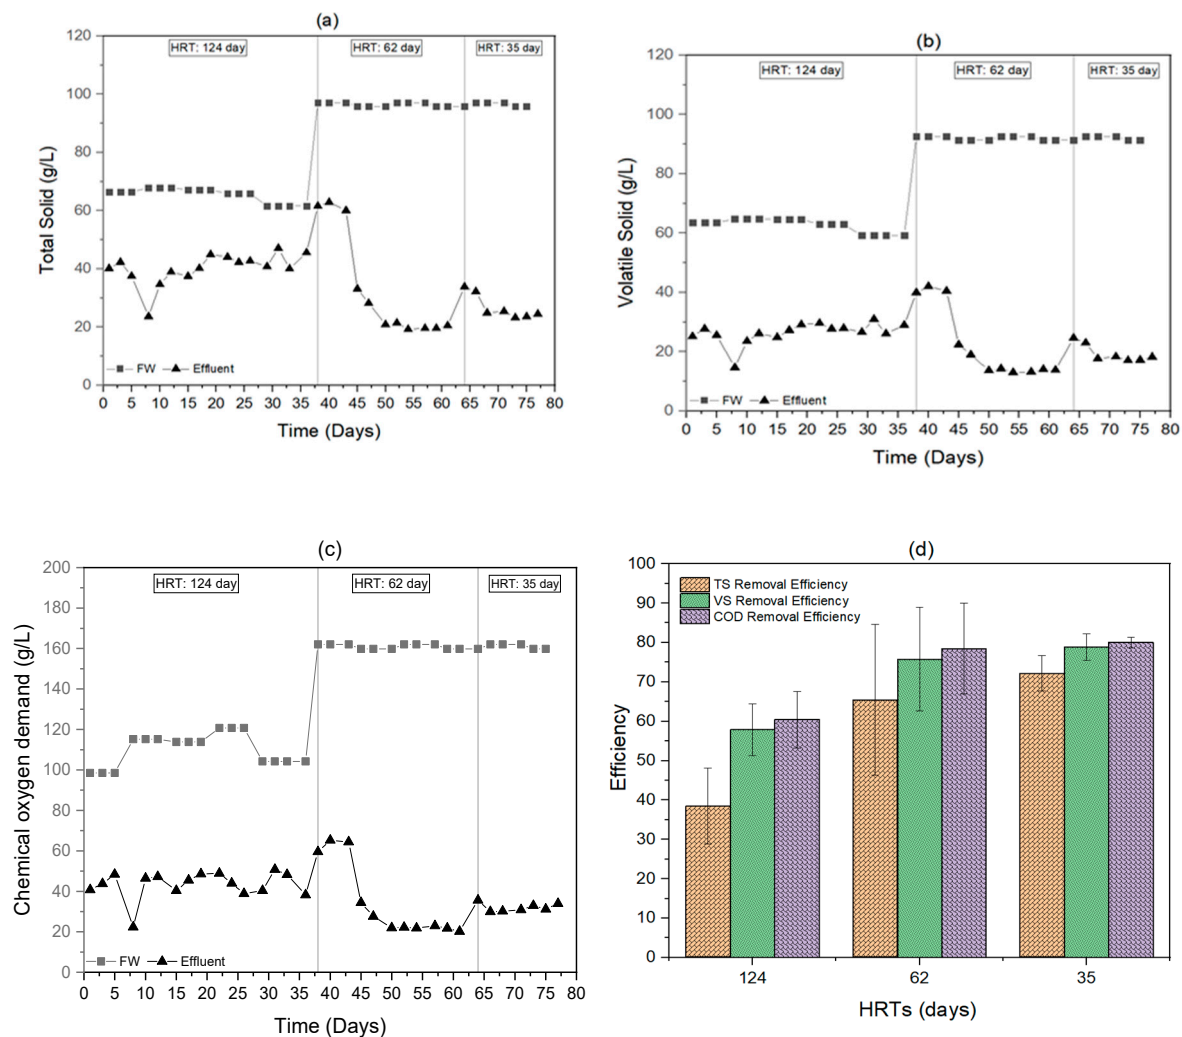 (a)
120
100
80
60
40
20
0
Total Solid (g/L)
HRT: 124 day
HRT: 62 day
HRT: 35 day
FW
Effluent
0 5 10 15 20 25 30 35 40 45 50 55 60 65 70 75 80
Time (Days)
(b)
120
100
80
60
40
20
0
Volatile Solid (g/L)
HRT: 124 day
HRT: 62 day
HRT: 35 day
FW
Effluent
0 5 10 15 20 25 30 35 40 45 50 55 60 65 70 75 80
Time (Days)
(c)
200
180
160
140
120
100
80
60
40
20
0
Chemical oxygen demand (g/L)
HRT: 124 day
HRT: 62 day
HRT: 35 day
FW
Effluent
0 5 10 15 20 25 30 35 40 45 50 55 60 65 70 75 80
Time (Days)
(d)
100
90
80
70
60
50
40
30
20
10
0
Efficiency
TS Removal Efficiency
VS Removal Efficiency
COD Removal Efficiency
124 62 35
HRTs (days)